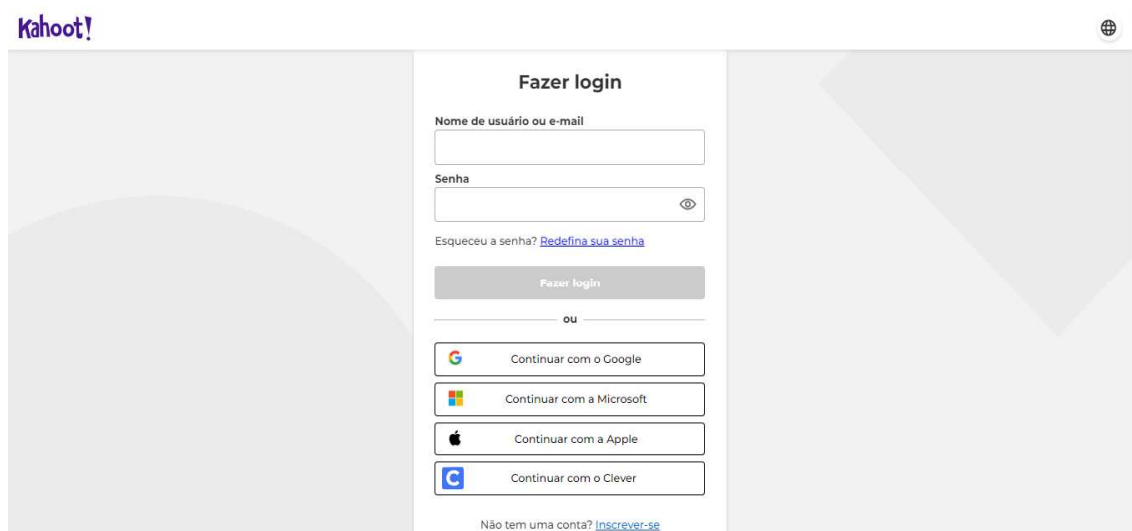 Kahoot!
Fazer login
Nome de usuário ou e-mail
Senha
Esqueceu a senha? Redefina sua senha
Fazer login
ou
Continuar com o Google
Continuar com a Microsoft
Continuar com a Apple
C
Continuar com o Clever
Não tem uma conta? Inscrever-se